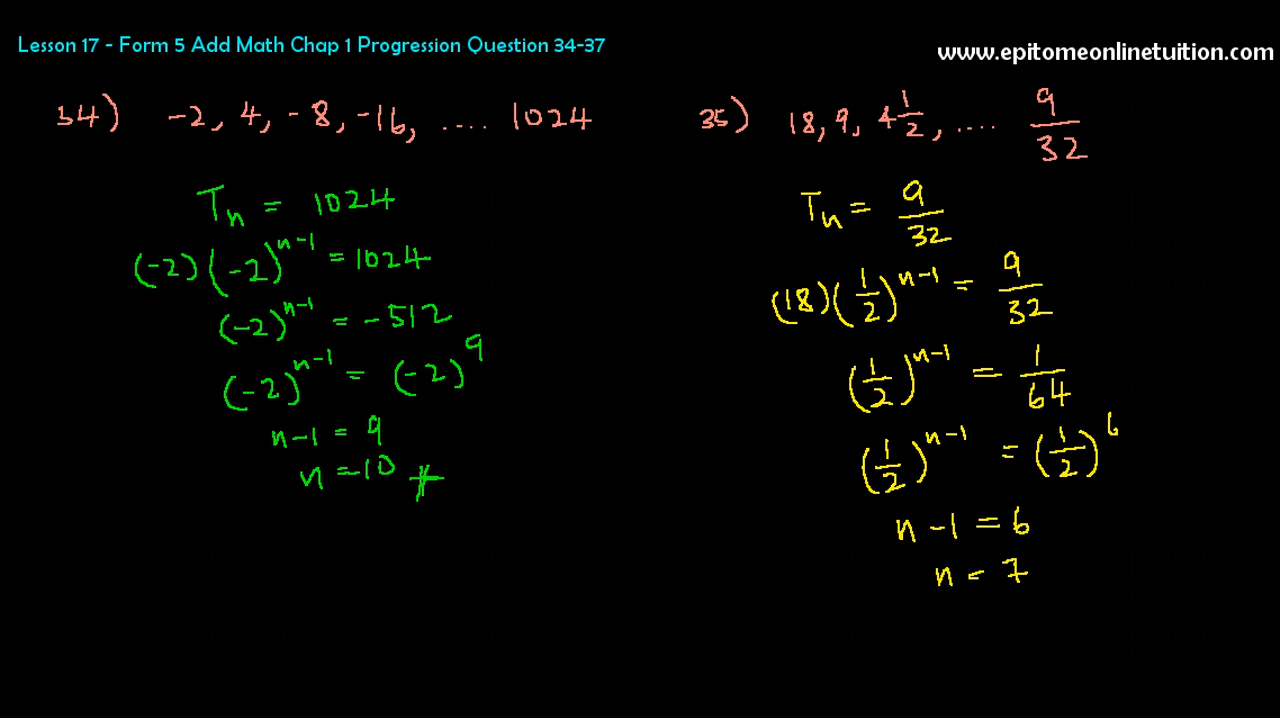 Lesson 17 - Form 5 Add Math Chap 1 Progression Question 34-37
www.epitomeonlinetuition.com
34) -2, 4, -8, -16, .... 1024
Tn = 1024
(-2)(-2)^(n-1) = 1024
(-2)^(n-1) = -512
(-2)^(n-1) = (-2)^9
n-1 = 9
n = 10 #
35) 18, 9, 4 1/2, .... 9/32
Tn = 9/32
(18)(1/2)^(n-1) = 9/32
(1/2)^(n-1) = 1/64
(1/2)^(n-1) = (1/2)^6
n-1 = 6
n = 7